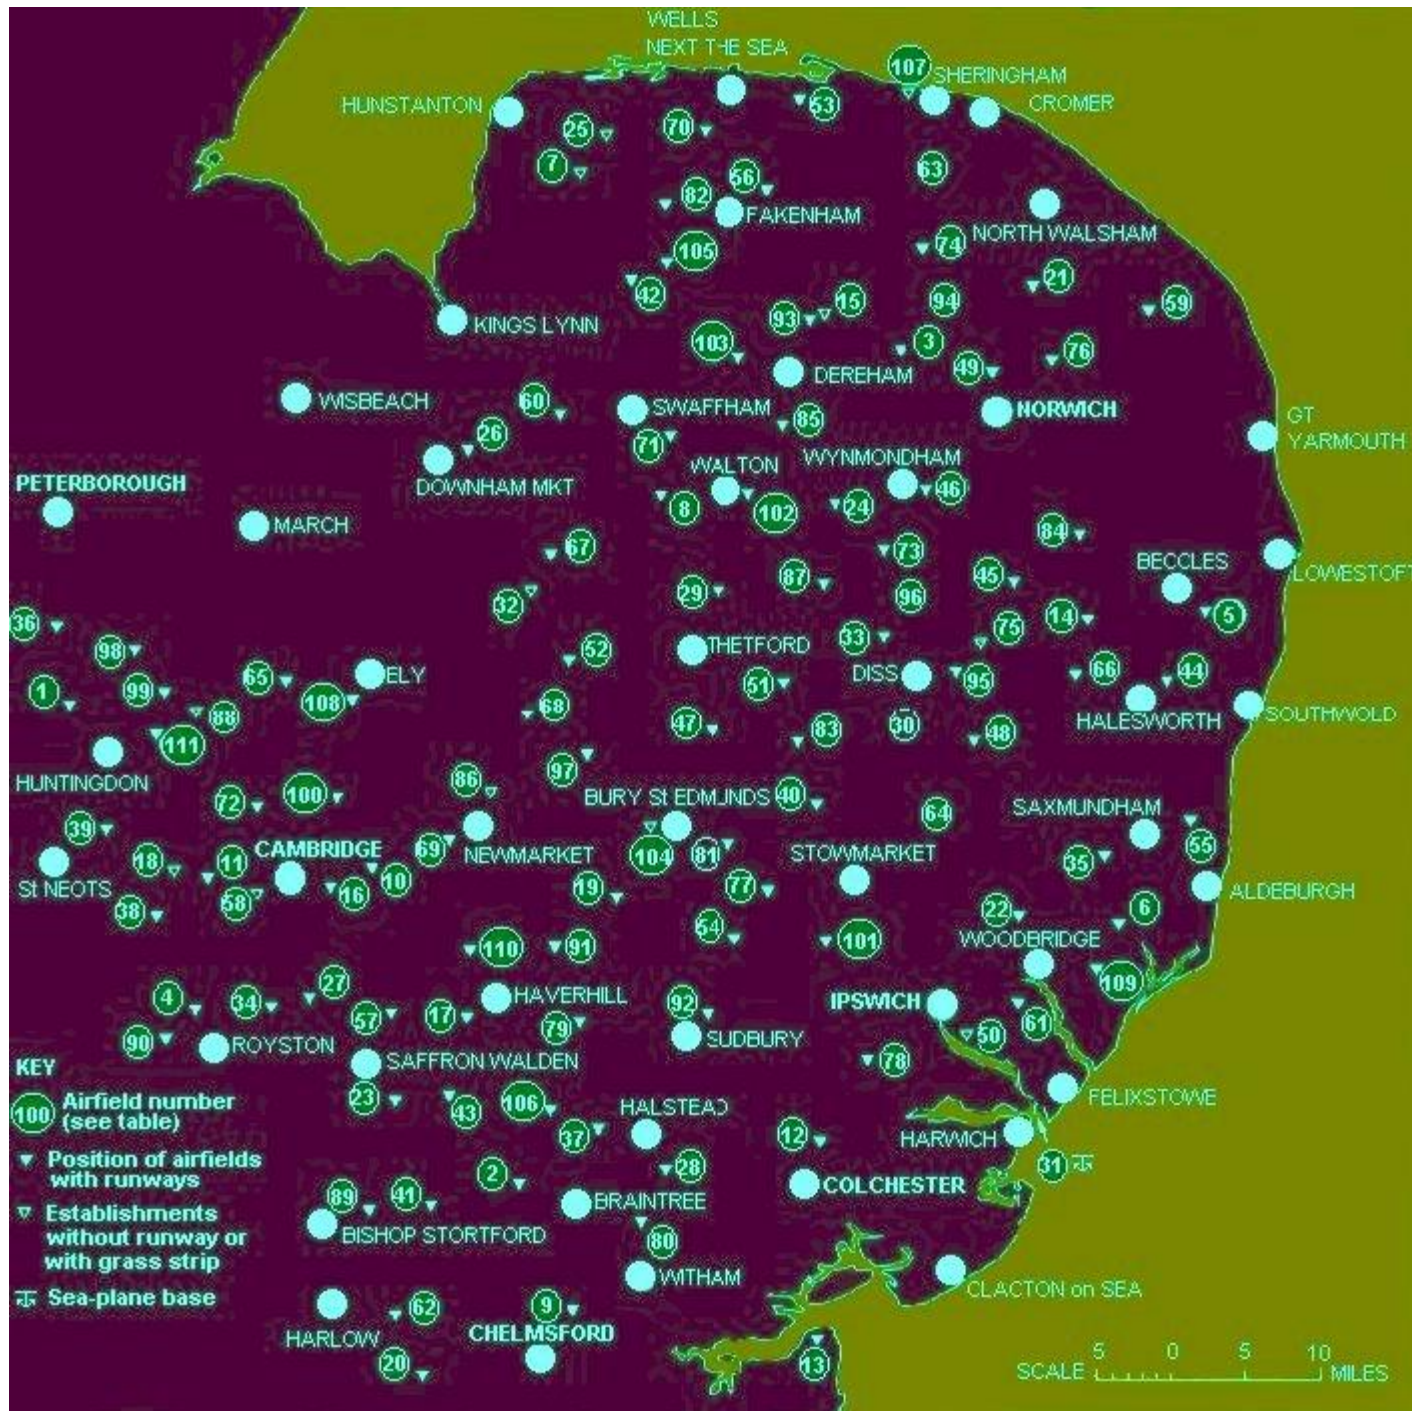 WELLS
NEXT THE SEA
107
SHERINGHAM
CROMER
HUNSTANTON
53
25
70
7
63
56
82
FAKENHAM
NORTH WALSHAM
74
105
21
42
15
94
59
93
KINGS LYNN
103
3
76
49
DEREHAM
WISBEACH
60
SWAFFHAM
NORWICH
85
GT
YARMOUTH
26
71
WALTON
WYNMONDHAM
PETERBOROUGH
DOWNHAM MKT
46
8
102
24
MARCH
84
67
73
BECCLES
LOWESTOFT
87
45
29
96
32
36
5
14
75
98
52
THETFORD
33
66
44
65
ELY
DISS
95
1
99
108
51
88
68
HALESWORTH
SOUTHWOLD
47
83
30
48
111
HUNTINGDON
97
86
BURY St EDMUNDS
40
72
100
SAXMUNDHAM
64
39
CAMBRIDGE
69
NEWMARKET
104
81
STOWMARKET
55
18
11
35
St NEOTS
10
19
77
ALDEBURGH
58
16
38
22
6
54
WOODBRIDGE
110
91
101
109
27
4
34
HAVERHILL
92
IPSWICH
57
17
79
61
50
90
ROYSTON
SUDBURY
KEY
SAFFRON WALDEN
78
100
Airfield number
(see table)
23
43
106
HALSTEAD
FELIXSTOWE
37
12
HARWICH
Position of airfields
with runways
2
28
31
COLCHESTER
89
41
BRAINTREE
Establishments
without runway or
with grass strip
BISHOP STORTFORD
80
WITHAM
Sea-plane base
CLACTON on SEA
62
9
HARLOW
CHELMSFORD
20
13
5 0 5 10
SCALE MILES